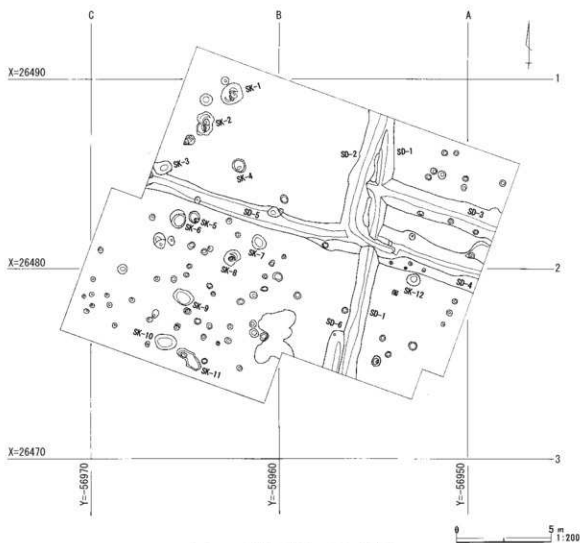 C B A
X=26490 1
SK-1
SK-2
SD-2 SD-1
SK-3
SK-4
SD-5 SD-3
SK-6 SK-5
SK-7
X=26480 2
SK-8
SD-4
SK-12
SK-9
SD-6 SD-1
SK-10
SK-11
X=26470 3
Y=-56970 Y=-56960 Y=-56950
0 5 m
1:200